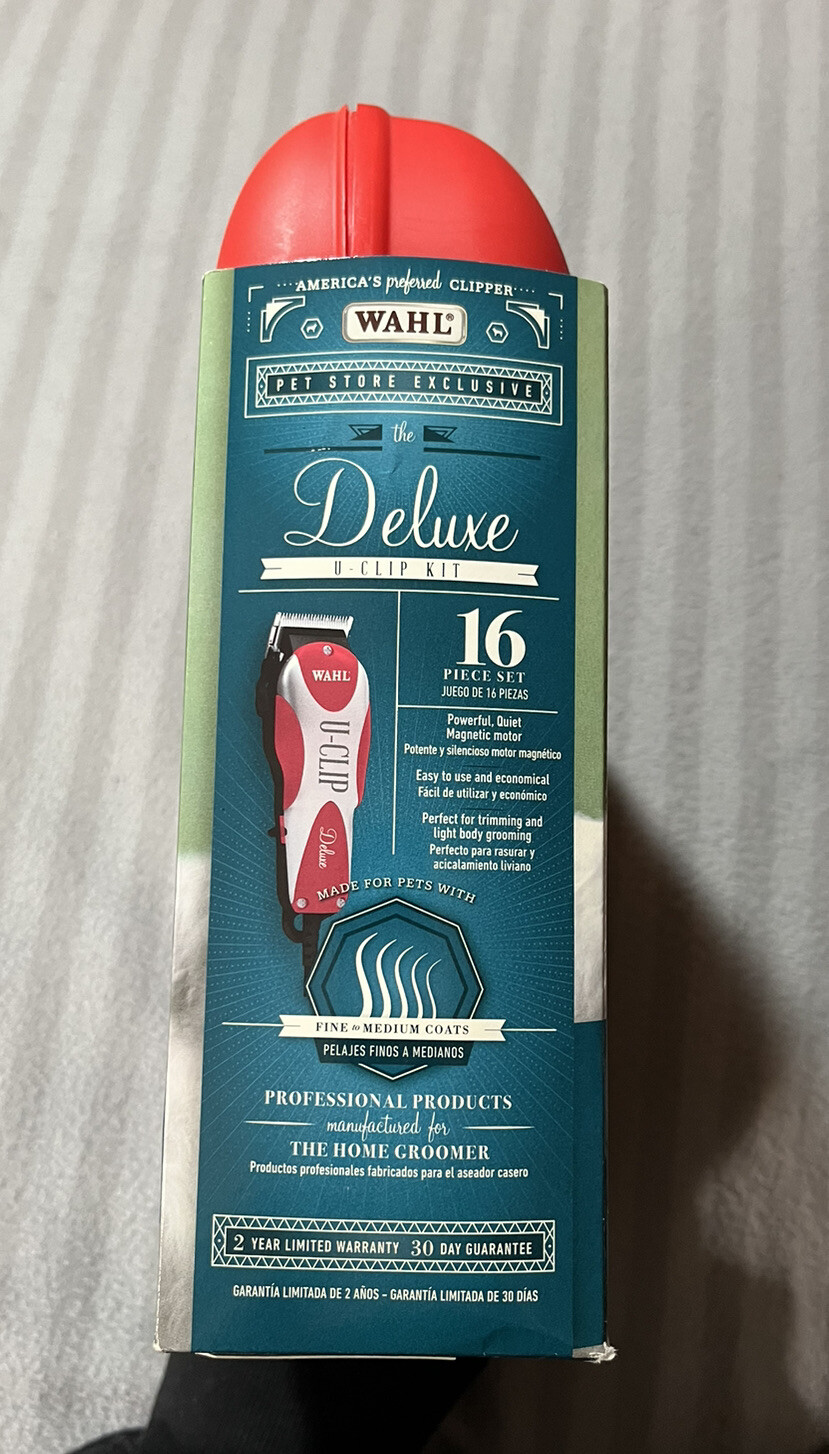 AMERICA'S preferred CLIPPER
WAHL®
PET STORE EXCLUSIVE
the
Deluxe
U-CLIP KIT
WAHL
U-CLIP
Deluxe
16
PIECE SET
JUEGO DE 16 PIEZAS
Powerful, Quiet
Magnetic motor
Potente y silencioso motor magnético
Easy to use and economical
Fácil de utilizar y económico
Perfect for trimming and
light body grooming
Perfecto para rasurar y
acicalamiento liviano
MADE FOR PETS WITH
FINE to MEDIUM COATS
PELAJES FINOS A MEDIANOS
PROFESSIONAL PRODUCTS
manufactured for
THE HOME GROOMER
Productos profesionales fabricados para el aseador casero
2 YEAR LIMITED WARRANTY 30 DAY GUARANTEE
GARANTÍA LIMITADA DE 2 AÑOS - GARANTÍA LIMITADA DE 30 DÍAS